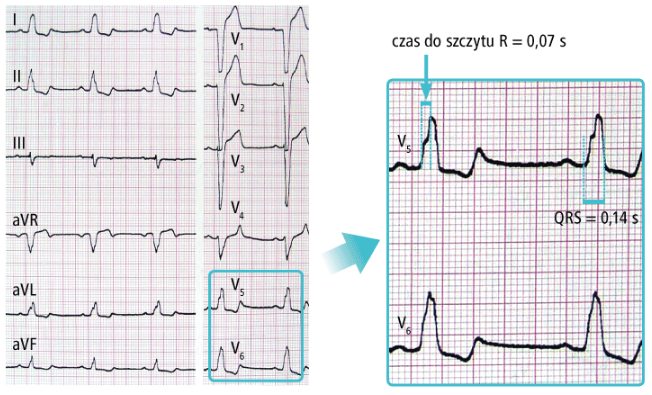 I
II
III
aVR
aVL
aVF
V1
V2
V3
V4
V5
V6
czas do szczytu R = 0,07 s
V5
QRS = 0,14 s
V6